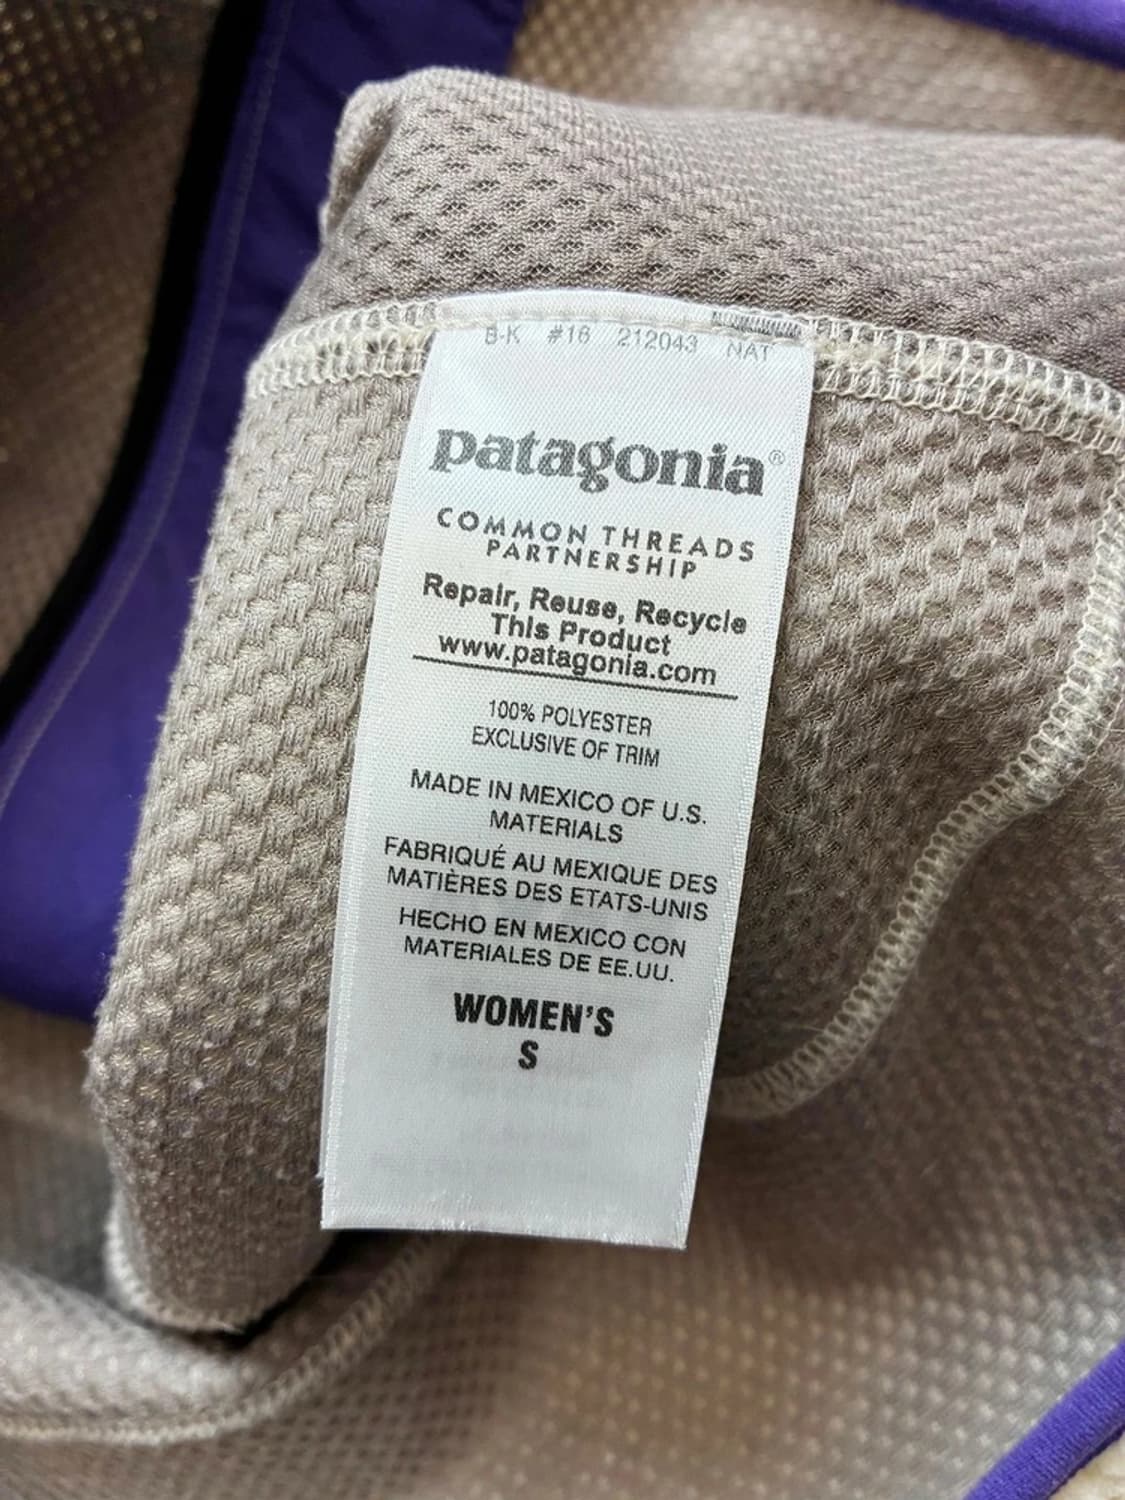 B-K #16 212043 NAT
patagonia®
COMMON THREADS
PARTNERSHIP
Repair, Reuse, Recycle
This Product
www.patagonia.com
100% POLYESTER
EXCLUSIVE OF TRIM
MADE IN MEXICO OF U.S.
MATERIALS
FABRIQUÉ AU MEXIQUE DES
MATIÈRES DES ETATS-UNIS
HECHO EN MEXICO CON
MATERIALES DE EE.UU.
WOMEN'S
S